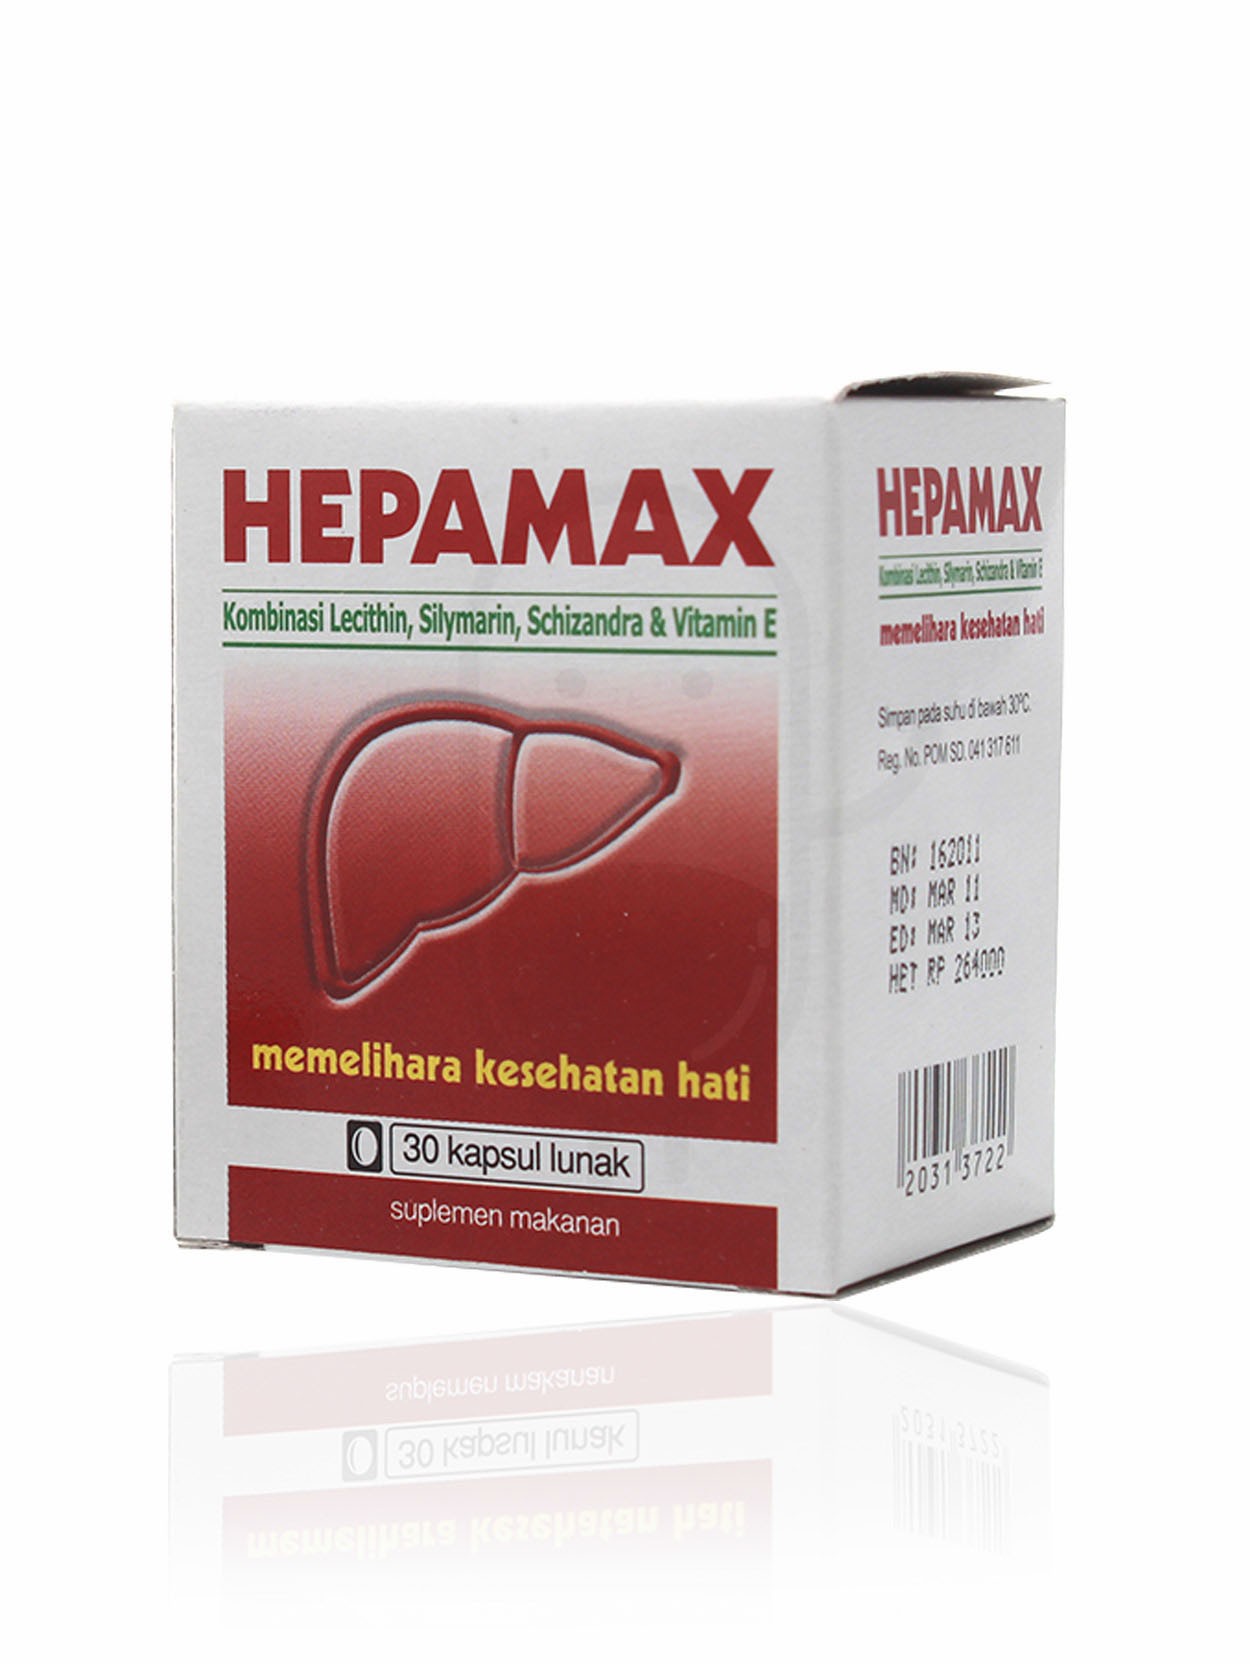 HEPAMAX
Kombinasi Lecithin, Silymarin, Schizandra & Vitamin E
memelihara kesehatan hati
30 kapsul lunak
suplemen makanan
HEPAMAX
Kombinasi Lecithin, Silymarin, Schizandra & Vitamin E
memelihara kesehatan hati
Simpan pada suhu di bawah 30ºC.
Reg. No. POM SD. 041 317 611
BN: 162011
MD: MAR 11
ED: MAR 13
HET RP 264000
2031 3722